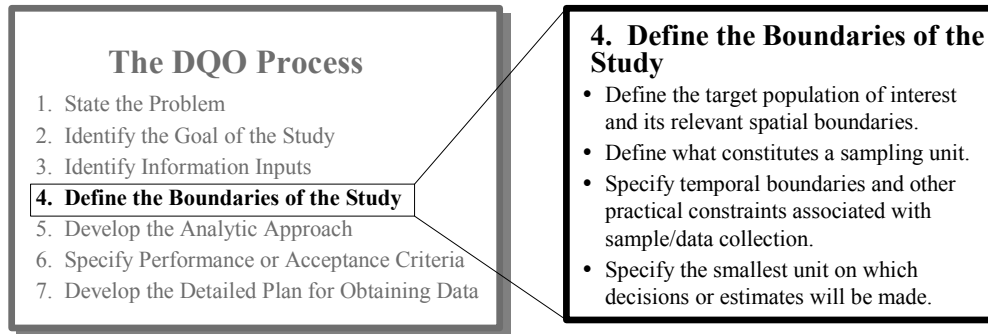 The DQO Process
1. State the Problem
2. Identify the Goal of the Study
3. Identify Information Inputs
4. Define the Boundaries of the Study
5. Develop the Analytic Approach
6. Specify Performance or Acceptance Criteria
7. Develop the Detailed Plan for Obtaining Data
4. Define the Boundaries of the
Study
• Define the target population of interest
and its relevant spatial boundaries.
• Define what constitutes a sampling unit.
• Specify temporal boundaries and other
practical constraints associated with
sample/data collection.
• Specify the smallest unit on which
decisions or estimates will be made.